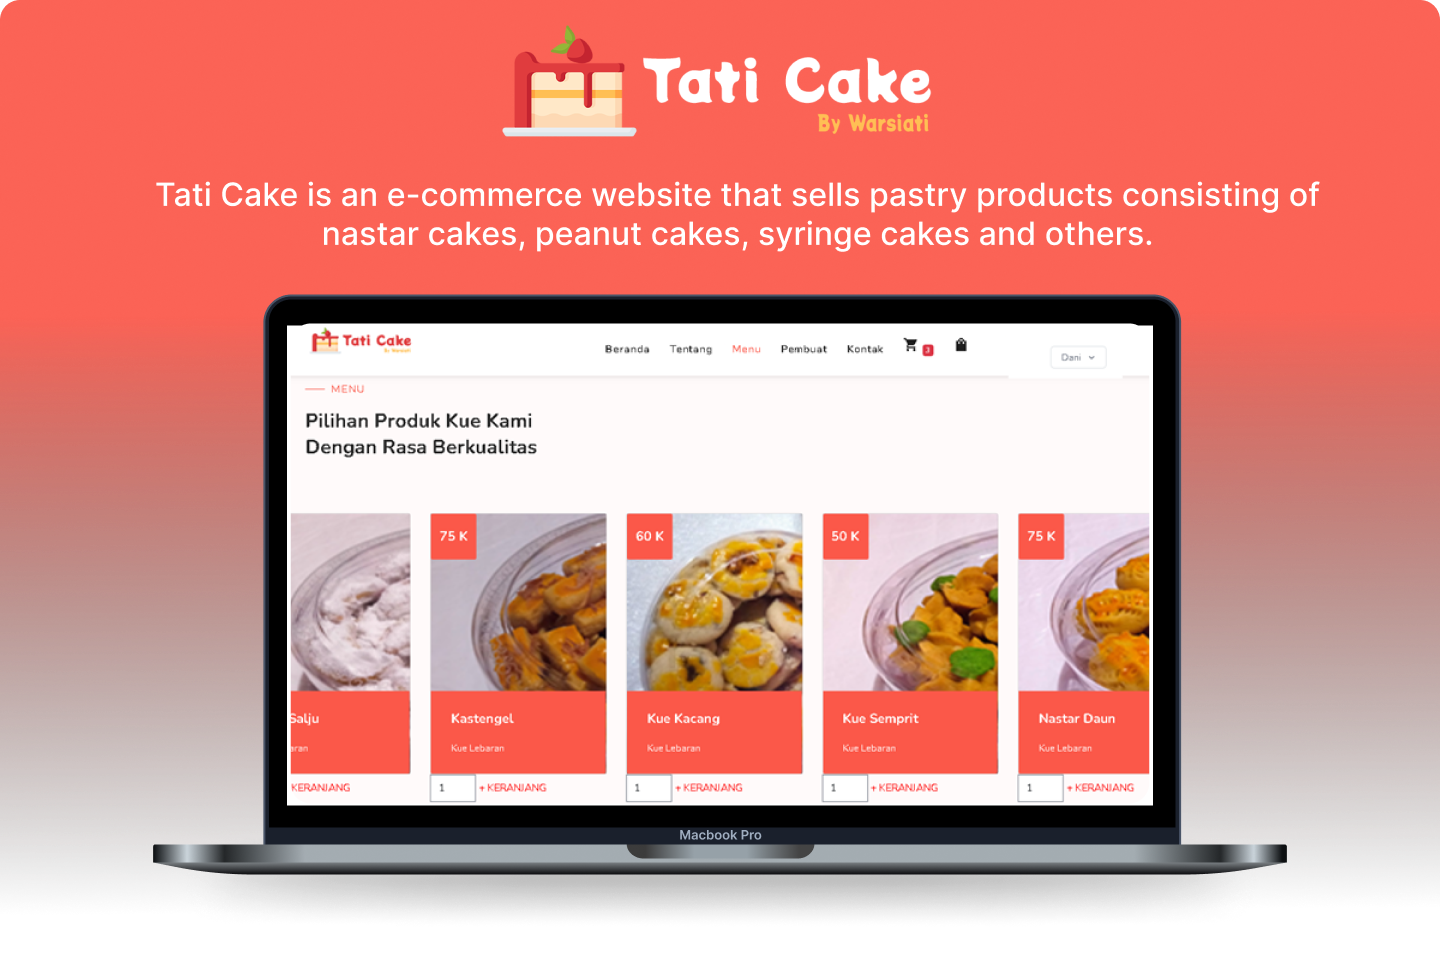 Tati Cake
By Warsiati
Tati Cake is an e-commerce website that sells pastry products consisting of
nastar cakes, peanut cakes, syringe cakes and others.
Tati Cake
By Warsiati
Beranda Tentang Menu Pembuat Kontak 3 Dani
MENU
Pilihan Produk Kue Kami
Dengan Rasa Berkualitas
75 K 60 K 50 K 75 K
Salju Kastengel Kue Kacang Kue Semprit Nastar Daun
aran Kue Lebaran Kue Lebaran Kue Lebaran Kue Lebaran
KERANJANG 1 + KERANJANG 1 + KERANJANG 1 + KERANJANG 1 + KERANJANG
Macbook Pro